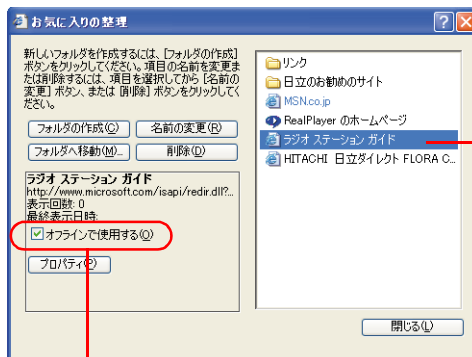 お気に入りの整理
新しいフォルダを作成するには、[フォルダの作成]
ボタンをクリックしてください。項目の名前を変更ま
たは削除するには、項目を選択してから [名前の
変更] ボタン、または [削除] ボタンをクリックしてく
ださい。
フォルダの作成(C) 名前の変更(R)
フォルダへ移動(M)... 削除(D)
ラジオ ステーション ガイド
http://www.microsoft.com/isapi/redir.dll?...
表示回数: 0
最終表示日時:
オフラインで使用する(O)
プロパティ(P)
リンク
日立のお勧めのサイト
MSN.co.jp
RealPlayer のホームページ
ラジオ ステーション ガイド
HITACHI 日立ダイレクト FLORA C...
閉じる(L)